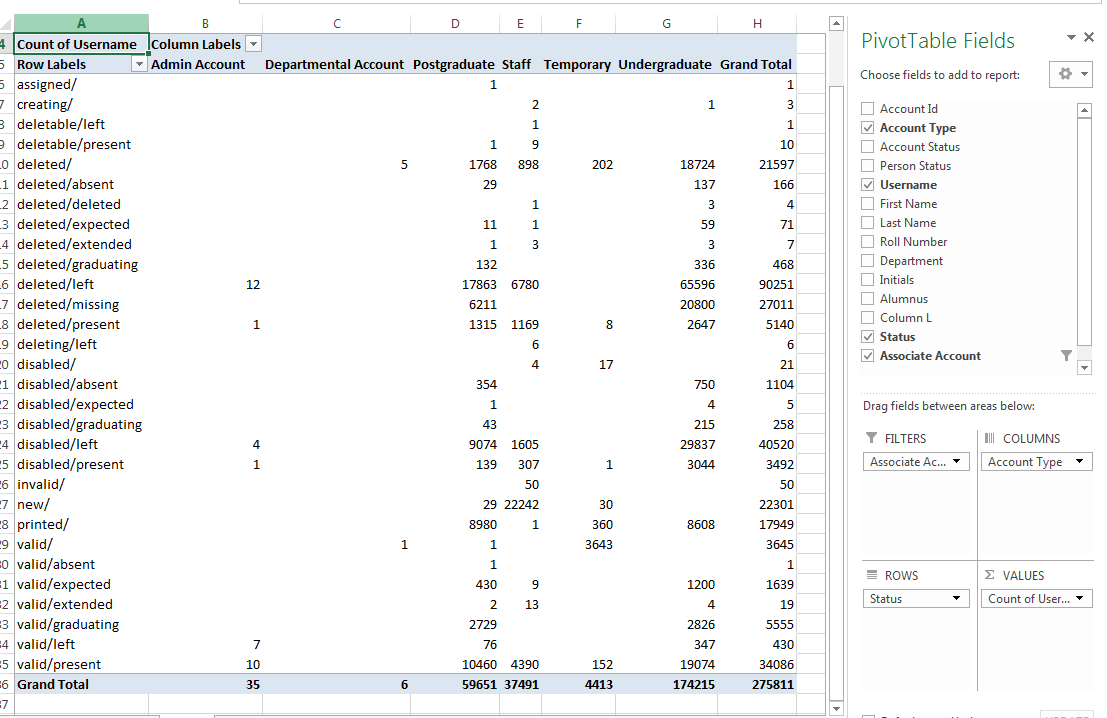 A B C D E F G H
4 Count of Username Column Labels
5 Row Labels Admin Account Departmental Account Postgraduate Staff Temporary Undergraduate Grand Total
6 assigned/ 1 1
7 creating/ 2 1 3
8 deletable/left 1 1
9 deletable/present 1 9 10
10 deleted/ 5 1768 898 202 18724 21597
11 deleted/absent 29 137 166
12 deleted/deleted 1 3 4
13 deleted/expected 11 1 59 71
14 deleted/extended 1 3 3 7
15 deleted/graduating 132 336 468
16 deleted/left 12 17863 6780 65596 90251
17 deleted/missing 6211 20800 27011
18 deleted/present 1 1315 1169 8 2647 5140
19 deleting/left 6 6
20 disabled/ 4 17 21
21 disabled/absent 354 750 1104
22 disabled/expected 1 4 5
23 disabled/graduating 43 215 258
24 disabled/left 4 9074 1605 29837 40520
25 disabled/present 1 139 307 1 3044 3492
26 invalid/ 50 50
27 new/ 29 22242 30 22301
28 printed/ 8980 1 360 8608 17949
29 valid/ 1 1 3643 3645
30 valid/absent 1 1
31 valid/expected 430 9 1200 1639
32 valid/extended 2 13 4 19
33 valid/graduating 2729 2826 5555
34 valid/left 7 76 347 430
35 valid/present 10 10460 4390 152 19074 34086
36 Grand Total 35 6 59651 37491 4413 174215 275811
37
PivotTable Fields
Choose fields to add to report:
Account Id
Account Type
Account Status
Person Status
Username
First Name
Last Name
Roll Number
Department
Initials
Alumnus
Column L
Status
Associate Account
Drag fields between areas below:
FILTERS
Associate Ac...
COLUMNS
Account Type
ROWS
Status
Σ VALUES
Count of User...